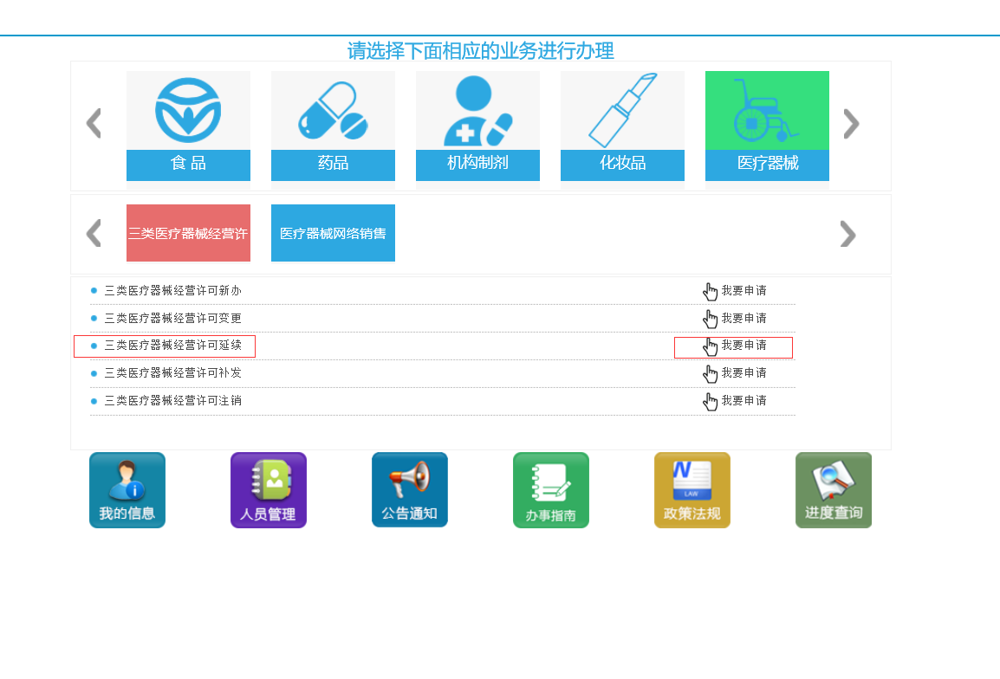 请选择下面相应的业务进行办理
食 品
药品
机构制剂
化妆品
医疗器械
三类医疗器械经营许
医疗器械网络销售
三类医疗器械经营许可新办 我要申请
三类医疗器械经营许可变更 我要申请
三类医疗器械经营许可延续 我要申请
三类医疗器械经营许可补发 我要申请
三类医疗器械经营许可注销 我要申请
我的信息
人员管理
公告通知
办事指南
N
LAW
政策法规
进度查询